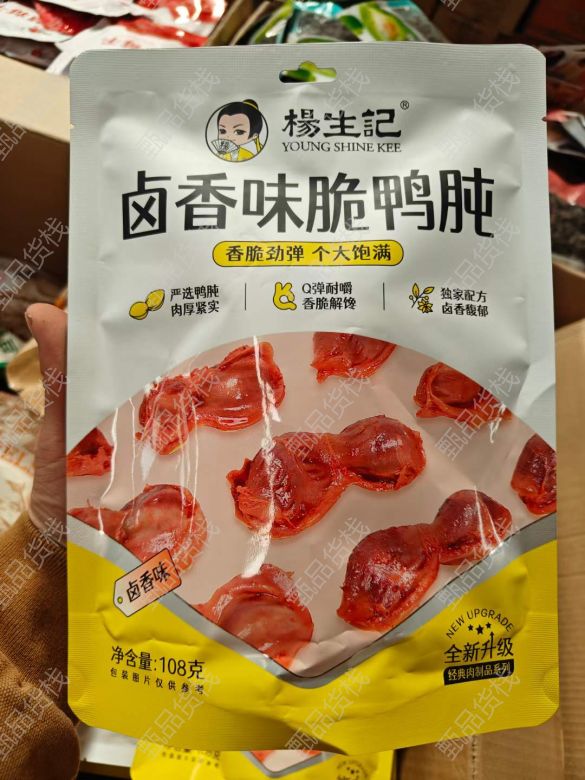 楊生記®
YOUNG SHINE KEE
卤香味脆鸭肫
香脆劲弹 个大饱满
严选鸭肫
肉厚紧实
Q弹耐嚼
香脆解馋
独家配方
卤香馥郁
卤香味
净含量:108克
包装图片仅供参考
NEW UPGRADE
全新升级
经典肉制品系列
甄品货栈